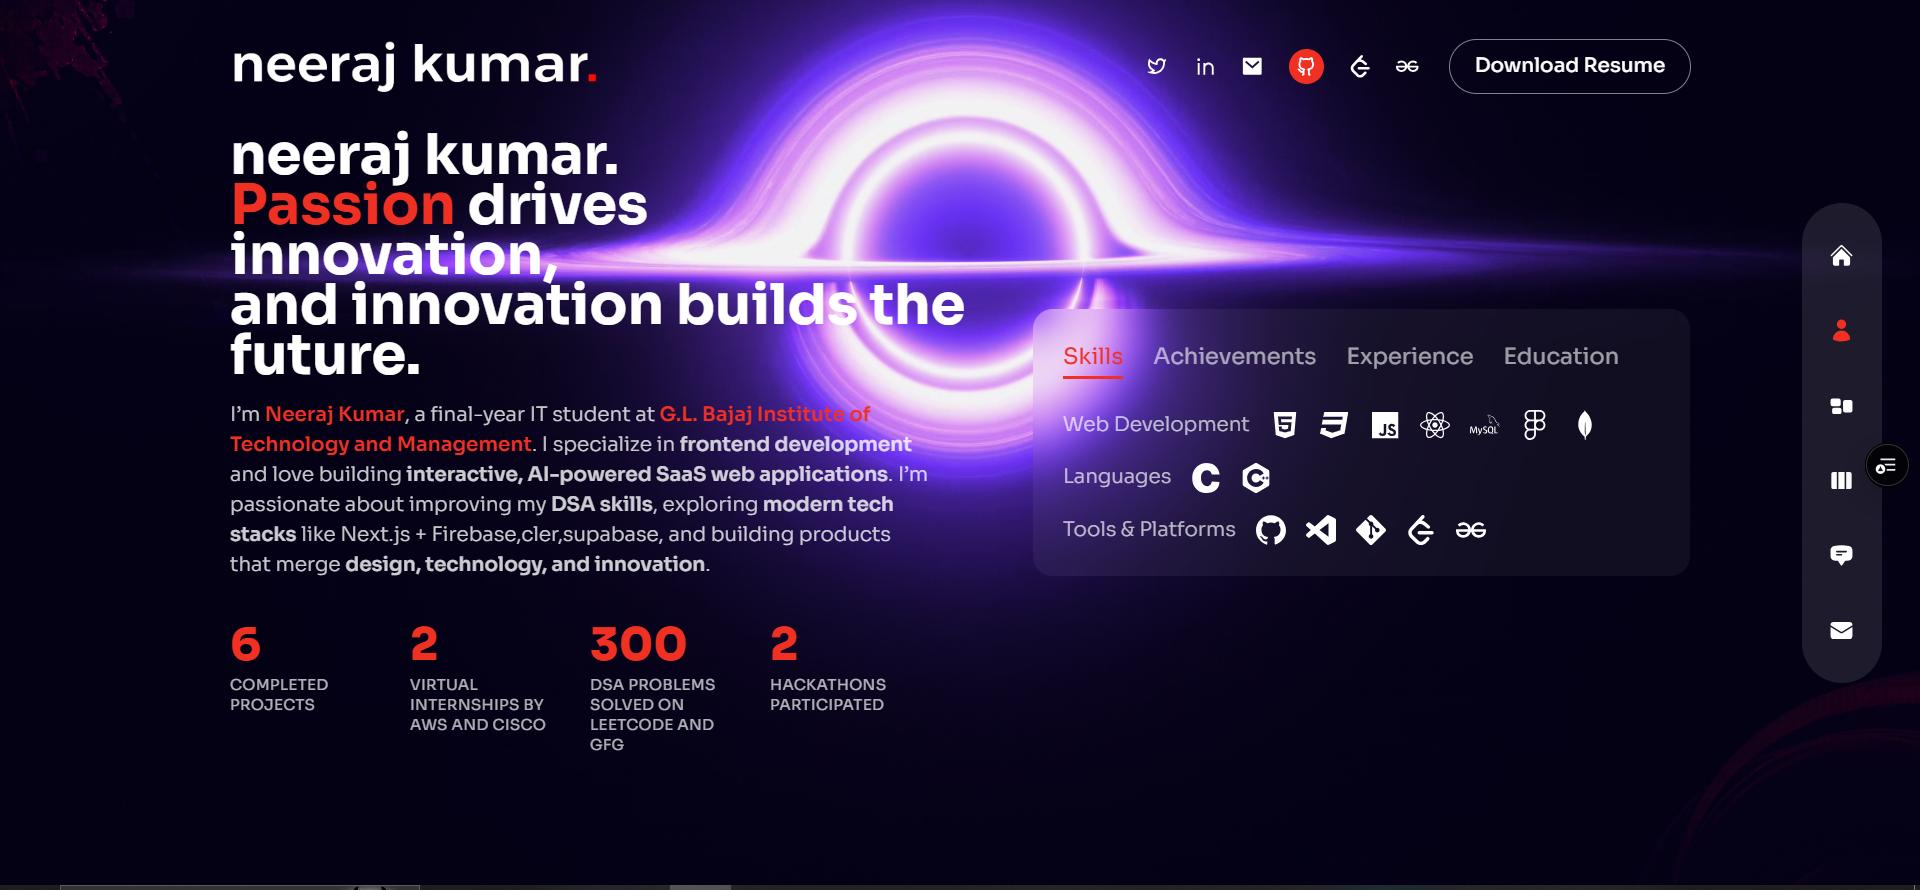 neeraj kumar.
Download Resume
neeraj kumar.
Passion drives
innovation,
and innovation builds the
future.
I’m Neeraj Kumar, a final-year IT student at G.L. Bajaj Institute of
Technology and Management. I specialize in frontend development
and love building interactive, AI-powered SaaS web applications. I’m
passionate about improving my DSA skills, exploring modern tech
stacks like Next.js + Firebase,cler,supabase, and building products
that merge design, technology, and innovation.
6
COMPLETED
PROJECTS
2
VIRTUAL
INTERNSHIPS BY
AWS AND CISCO
300
DSA PROBLEMS
SOLVED ON
LEETCODE AND
GFG
2
HACKATHONS
PARTICIPATED
Skills Achievements Experience Education
Web Development JS MySQL
Languages
Tools & Platforms